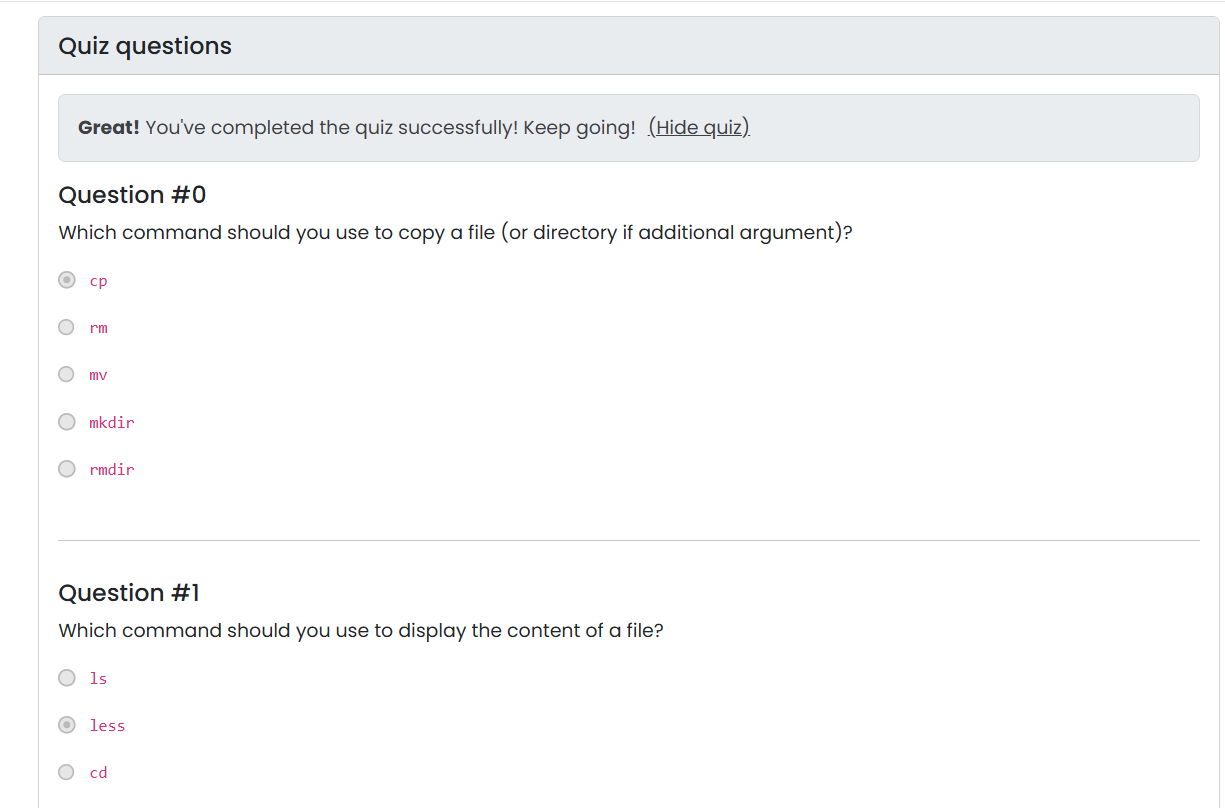 Quiz questions
Great! You've completed the quiz successfully! Keep going! (Hide quiz)
Question #0
Which command should you use to copy a file (or directory if additional argument)?
cp
rm
mv
mkdir
rmdir
Question #1
Which command should you use to display the content of a file?
ls
less
cd